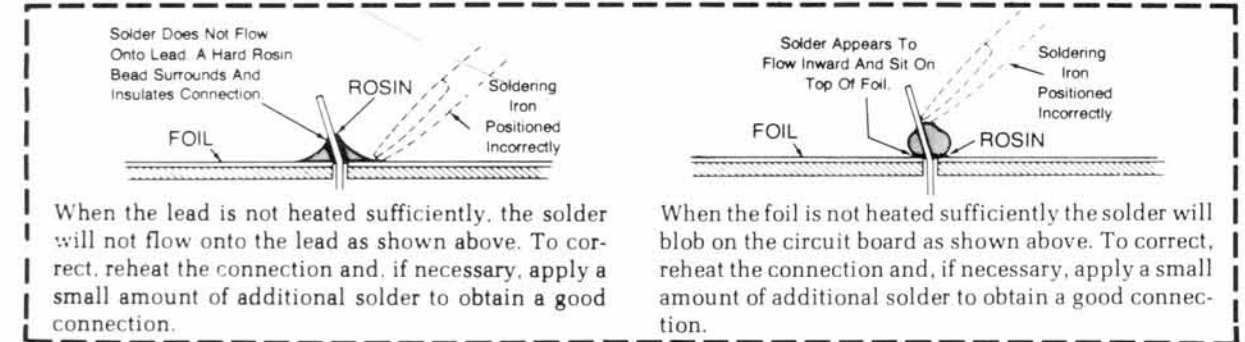 Solder Does Not Flow
Onto Lead. A Hard Rosin
Bead Surrounds And
Insulates Connection.
ROSIN
Soldering
Iron
Positioned
Incorrectly
FOIL
When the lead is not heated sufficiently, the solder
will not flow onto the lead as shown above. To cor-
rect, reheat the connection and, if necessary, apply a
small amount of additional solder to obtain a good
connection.
Solder Appears To
Flow Inward And Sit On
Top Of Foil.
Soldering
Iron
Positioned
Incorrectly
FOIL
ROSIN
When the foil is not heated sufficiently the solder will
blob on the circuit board as shown above. To correct,
reheat the connection and, if necessary, apply a small
amount of additional solder to obtain a good connec-
tion.